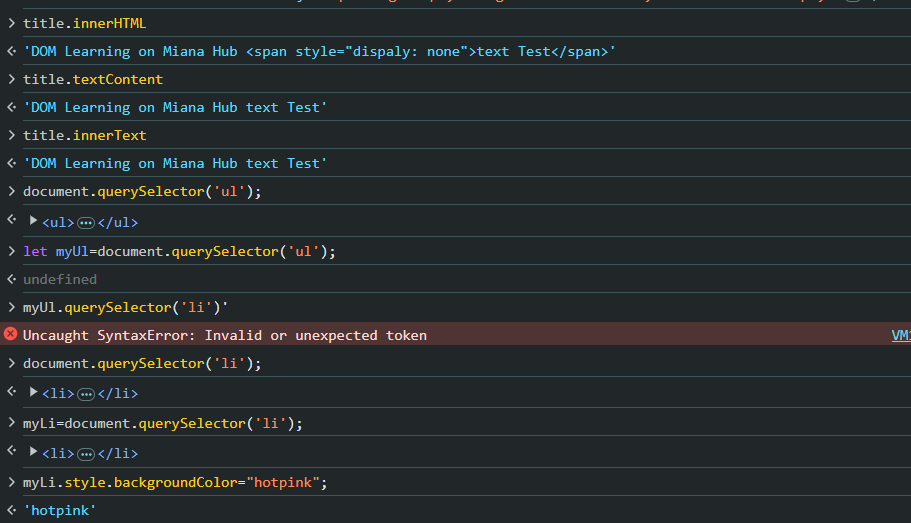 title.innerHTML
'DOM Learning on Miana Hub <span style="dispaly: none">text Test</span>'
title.textContent
'DOM Learning on Miana Hub text Test'
title.innerText
'DOM Learning on Miana Hub text Test'
document.querySelector('ul');
<ul>…</ul>
let myUl=document.querySelector('ul');
undefined
myUl.querySelector('li')'
Uncaught SyntaxError: Invalid or unexpected token VM1
document.querySelector('li');
<li>…</li>
myLi=document.querySelector('li');
<li>…</li>
myLi.style.backgroundColor="hotpink";
'hotpink'